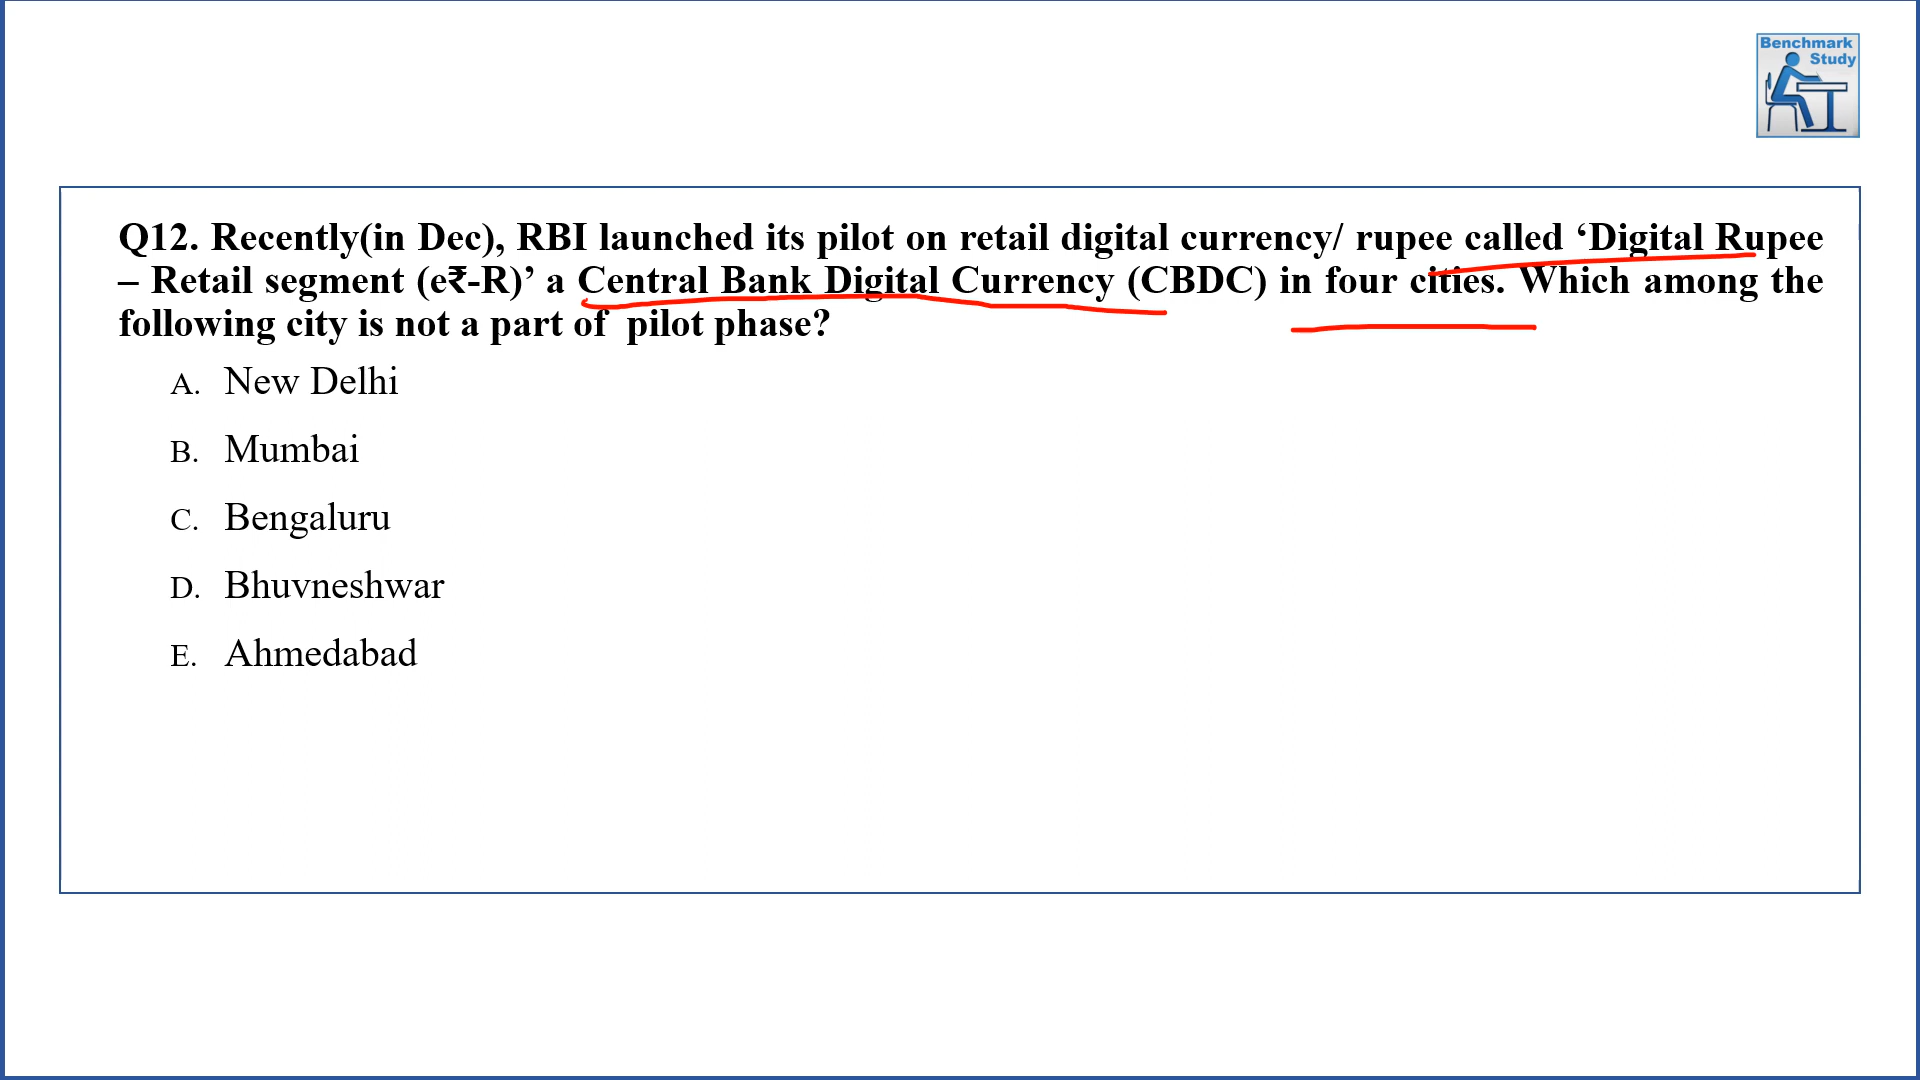 Benchmark
Study
Q12. Recently(in Dec), RBI launched its pilot on retail digital currency/ rupee called ‘Digital Rupee
– Retail segment (e₹-R)’ a Central Bank Digital Currency (CBDC) in four cities. Which among the
following city is not a part of pilot phase?
A. New Delhi
B. Mumbai
C. Bengaluru
D. Bhuvneshwar
E. Ahmedabad